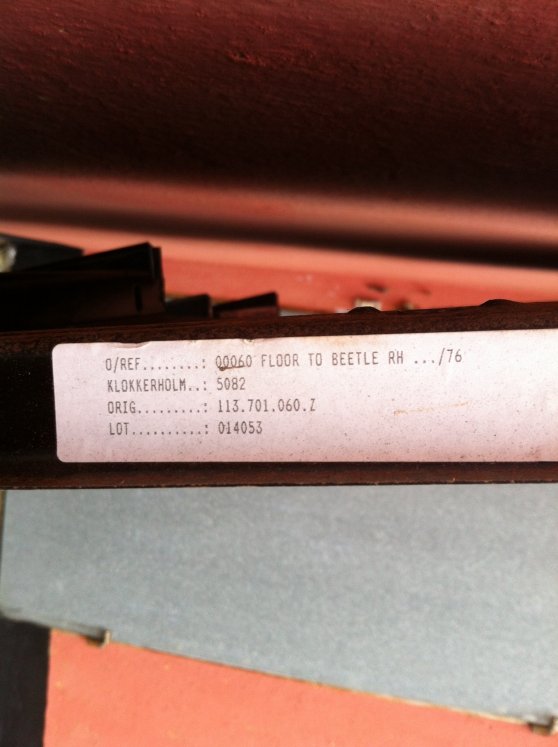 O/REF........: 00060 FLOOR TO BEETLE RH .../76
KLOKKERHOLM..: 5082
ORIG.........: 113.701.060.Z
LOT..........: 014053